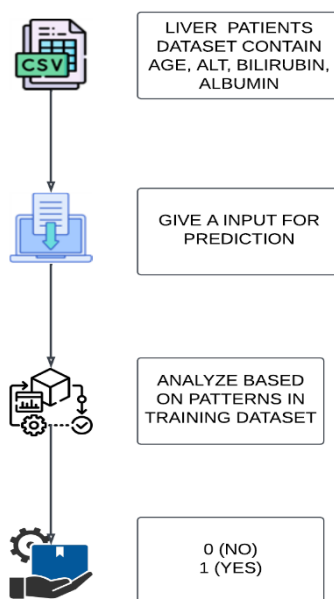 LIVER PATIENTS
DATASET CONTAIN
AGE, ALT, BILIRUBIN,
ALBUMIN
CSV
GIVE A INPUT FOR
PREDICTION
ANALYZE BASED
ON PATTERNS IN
TRAINING DATASET
0 (NO)
1 (YES)